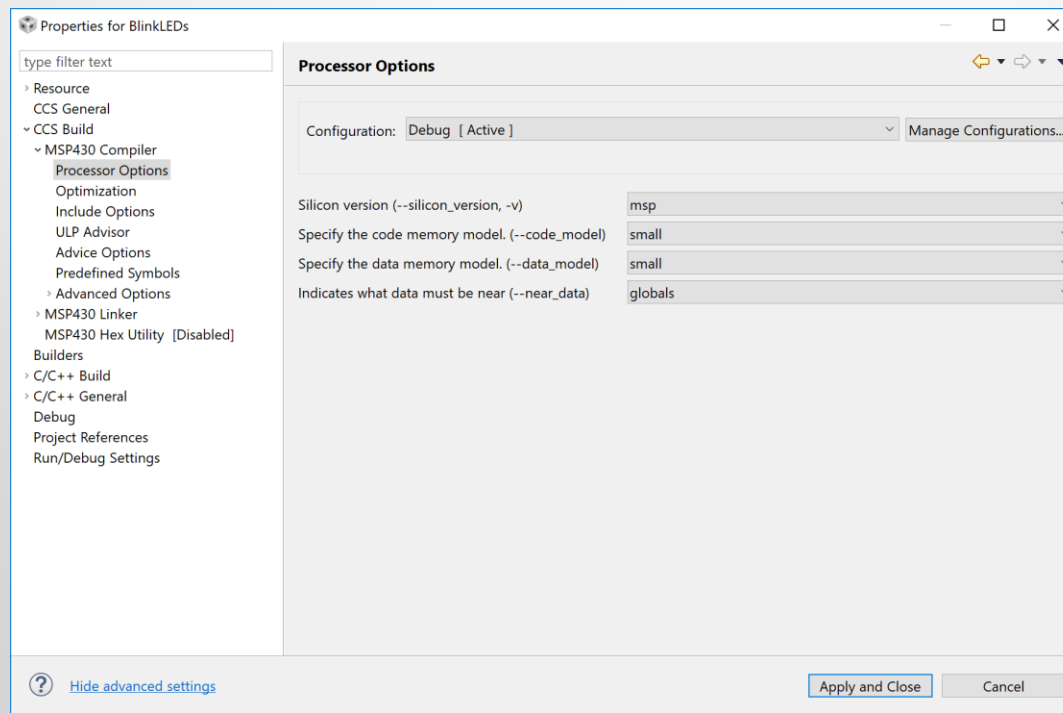 Properties for BlinkLEDs
type filter text
Resource
CCS General
CCS Build
MSP430 Compiler
Processor Options
Optimization
Include Options
ULP Advisor
Advice Options
Predefined Symbols
Advanced Options
MSP430 Linker
MSP430 Hex Utility [Disabled]
Builders
C/C++ Build
C/C++ General
Debug
Project References
Run/Debug Settings
Processor Options
Configuration: Debug [ Active ] Manage Configurations...
Silicon version (--silicon_version, -v) msp
Specify the code memory model. (--code_model) small
Specify the data memory model. (--data_model) small
Indicates what data must be near (--near_data) globals
? Hide advanced settings Apply and Close Cancel